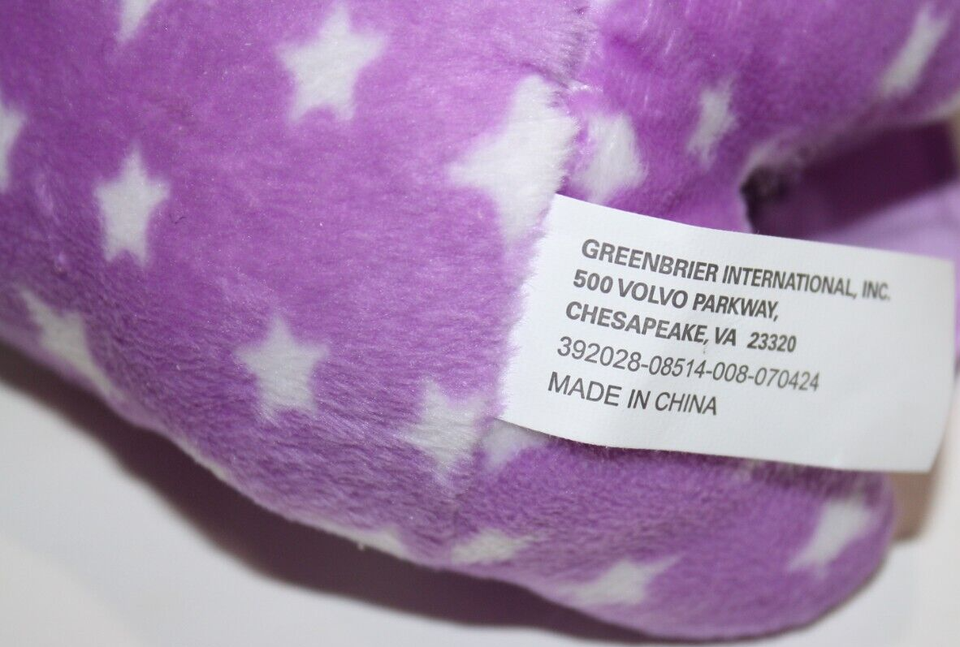 GREENBRIER INTERNATIONAL, INC.
500 VOLVO PARKWAY,
CHESAPEAKE, VA 23320
392028-08514-008-070424
MADE IN CHINA